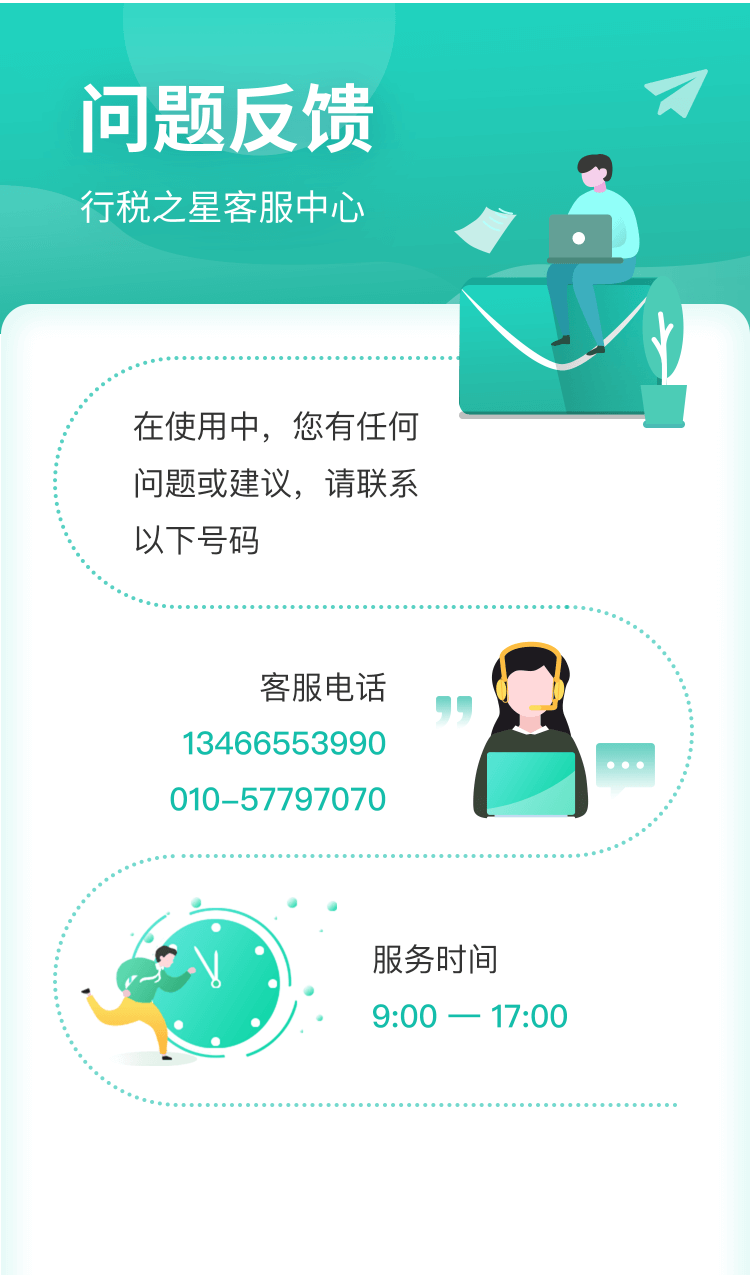 问题反馈
行税之星客服中心
在使用中，您有任何
问题或建议，请联系
以下号码
客服电话
13466553990
010–57797070
服务时间
9:00 — 17:00